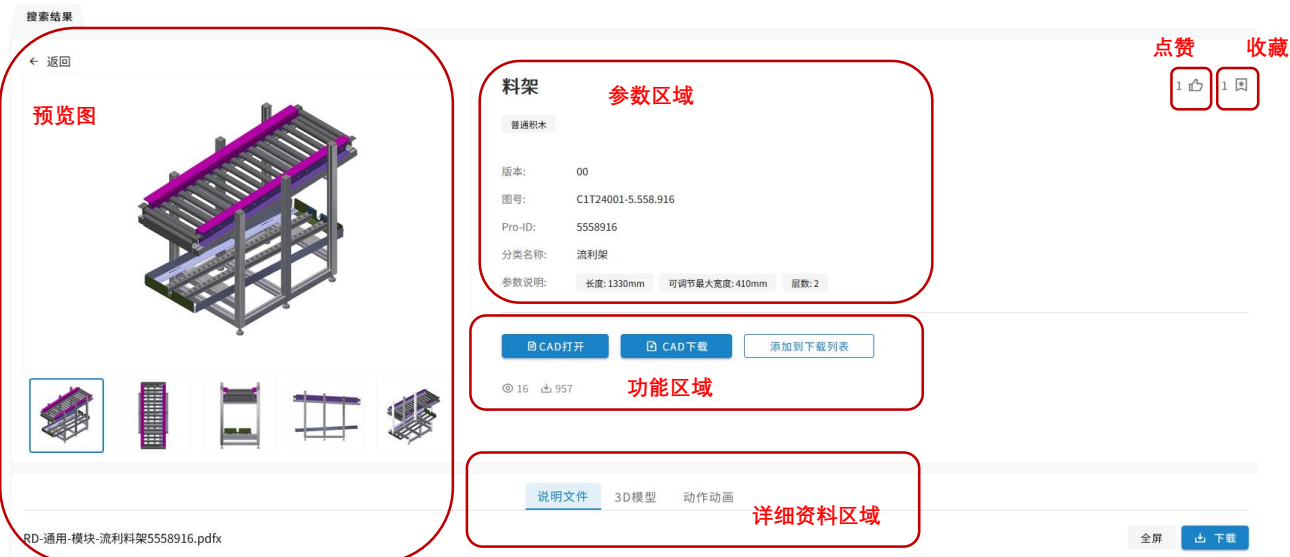 搜索结果
点赞 收藏
← 返回
预览图
料架
参数区域
1 1
普通积木
版本: 00
图号: C1T24001-5.558.916
Pro-ID: 5558916
分类名称: 流利架
参数说明: 长度: 1330mm 可调节最大宽度: 410mm 层数: 2
CAD打开 CAD下载 添加到下载列表
16 957 功能区域
说明文件 3D模型 动作动画
详细资料区域
RD-通用-模块-流利料架5558916.pdfx 全屏 下载